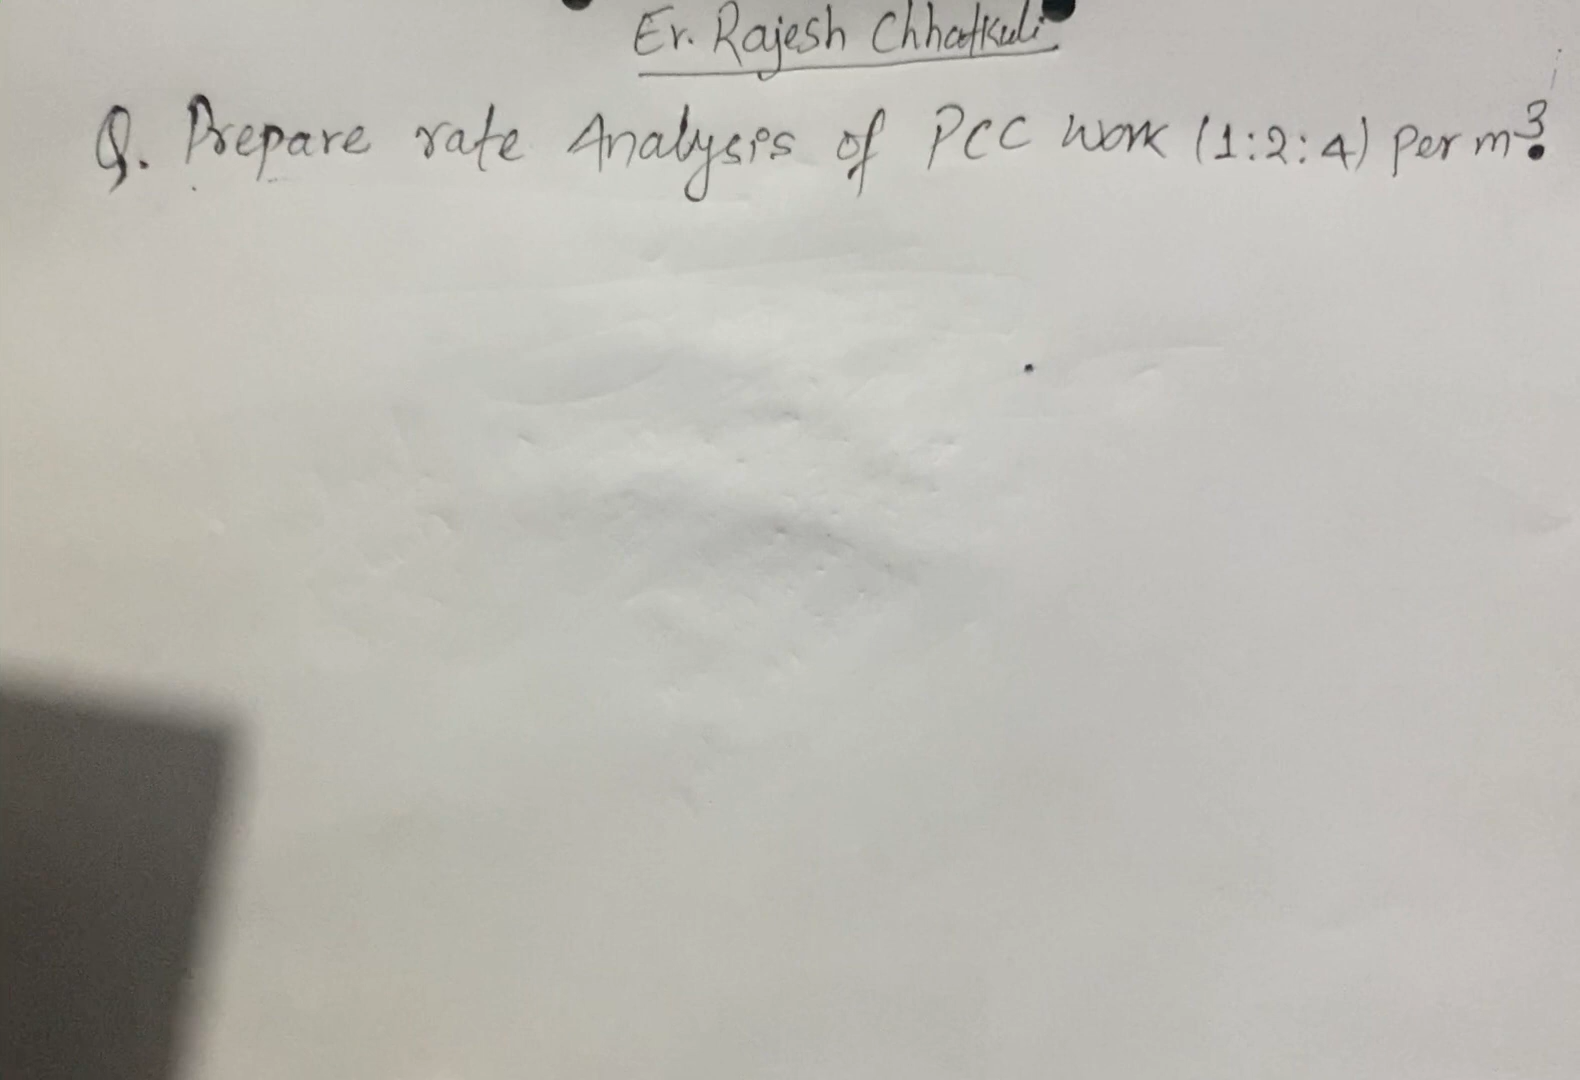 Er. Rajesh Chhatkuli
Q. Prepare rate Analysis of PCC work (1:2:4) per m³.